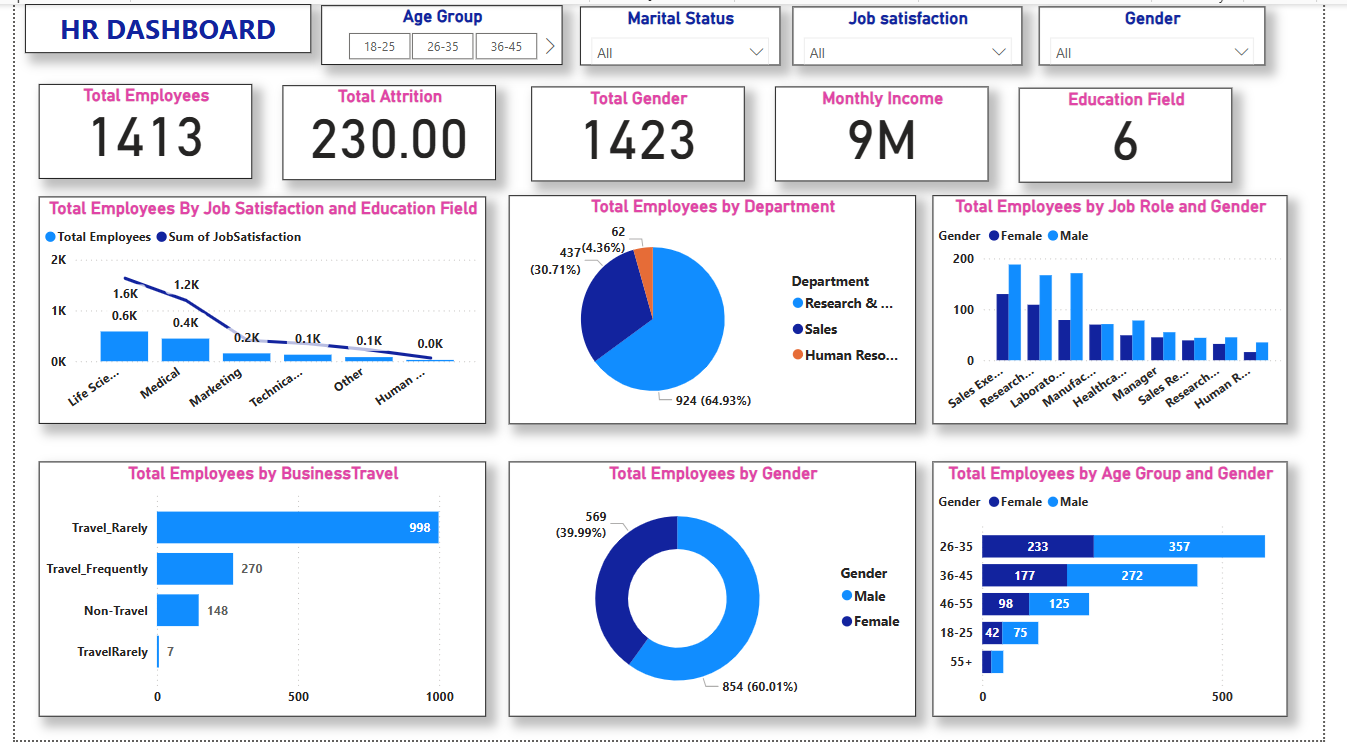 HR DASHBOARD
Age Group
18-25
26-35
36-45
Marital Status
All
Job satisfaction
All
Gender
All
Total Employees
1413
Total Attrition
230.00
Total Gender
1423
Monthly Income
9M
Education Field
6
Total Employees By Job Satisfaction and Education Field
Total Employees Sum of JobSatisfaction
2K
1K
0K
1.6K
1.2K
0.6K
0.4K
0.2K
0.1K
0.1K
0.0K
Life Scie...
Medical
Marketing
Technica...
Other
Human ...
Total Employees by Department
62
(4.36%)
437
(30.71%)
924 (64.93%)
Department
Research & ...
Sales
Human Reso...
Total Employees by Job Role and Gender
Gender Female Male
200
100
0
Sales Exe...
Research...
Laborato...
Manufac...
Healthca...
Manager
Sales Re...
Research...
Human R...
Total Employees by BusinessTravel
Travel_Rarely 998
Travel_Frequently 270
Non-Travel 148
TravelRarely 7
0 500 1000
Total Employees by Gender
569
(39.99%)
854 (60.01%)
Gender
Male
Female
Total Employees by Age Group and Gender
Gender Female Male
26-35 233 357
36-45 177 272
46-55 98 125
18-25 42 75
55+
0 500